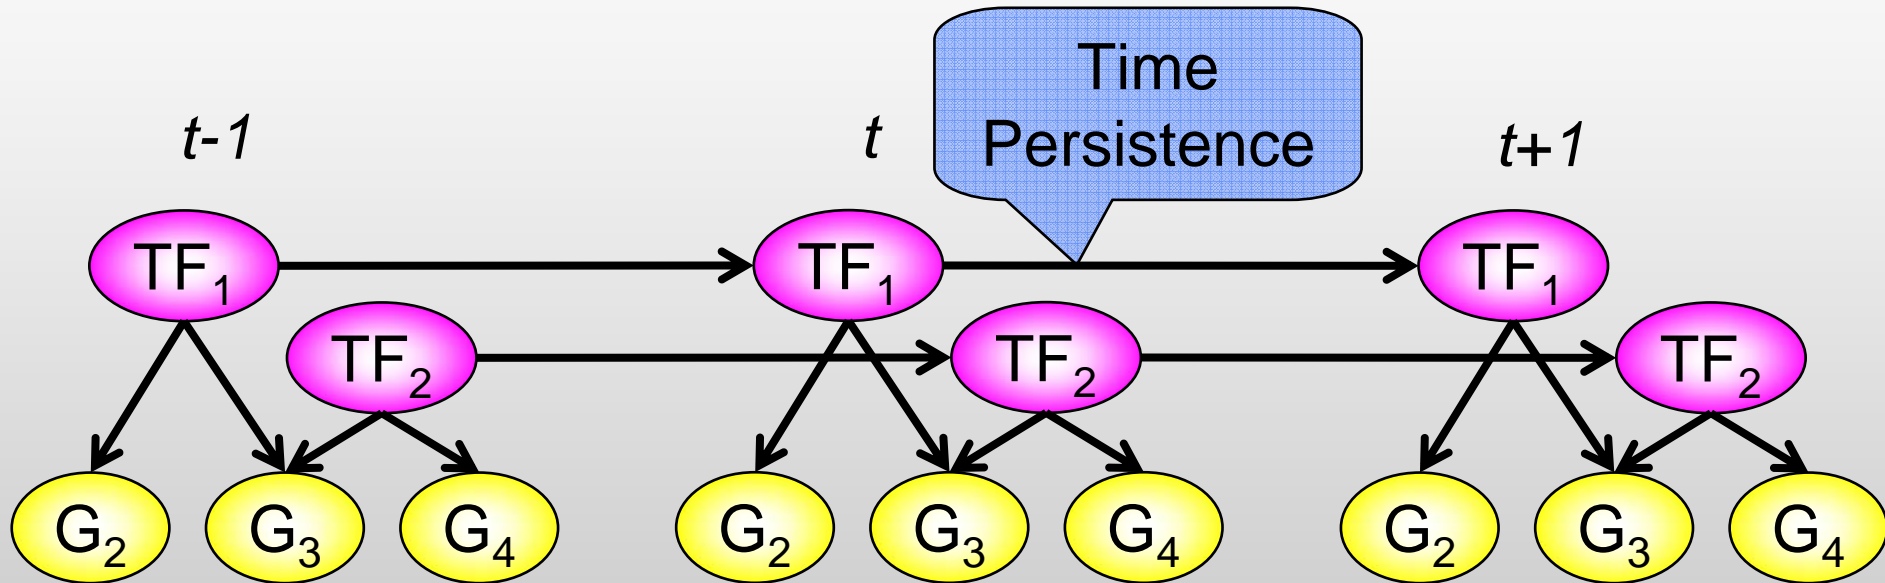 Time
Persistence
t-1
t
t+1
TF₁
TF₁
TF₁
TF₂
TF₂
TF₂
G₂
G₃
G₄
G₂
G₃
G₄
G₂
G₃
G₄